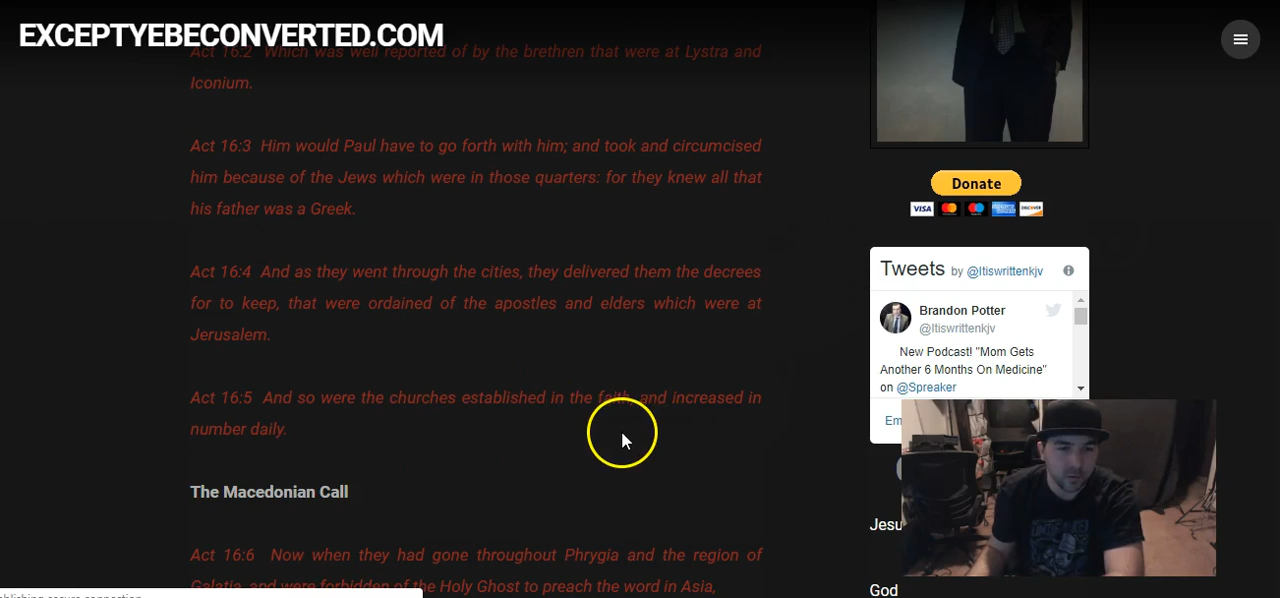 EXCEPTYEBECONVERTED.COM
Act 16:2 Which was well reported of by the brethren that were at Lystra and
Iconium.
Act 16:3 Him would Paul have to go forth with him; and took and circumcised
him because of the Jews which were in those quarters: for they knew all that
his father was a Greek.
Act 16:4 And as they went through the cities, they delivered them the decrees
for to keep, that were ordained of the apostles and elders which were at
Jerusalem.
Act 16:5 And so were the churches established in the faith, and increased in
number daily.
The Macedonian Call
Act 16:6 Now when they had gone throughout Phrygia and the region of
Galatia, and were forbidden of the Holy Ghost to preach the word in Asia,
Donate
VISA
DISCOVER
Tweets by @Itiswrittenkjv
Brandon Potter
@Itiswrittenkjv
New Podcast! "Mom Gets
Another 6 Months On Medicine"
on @Spreaker
Em
Jesu
God